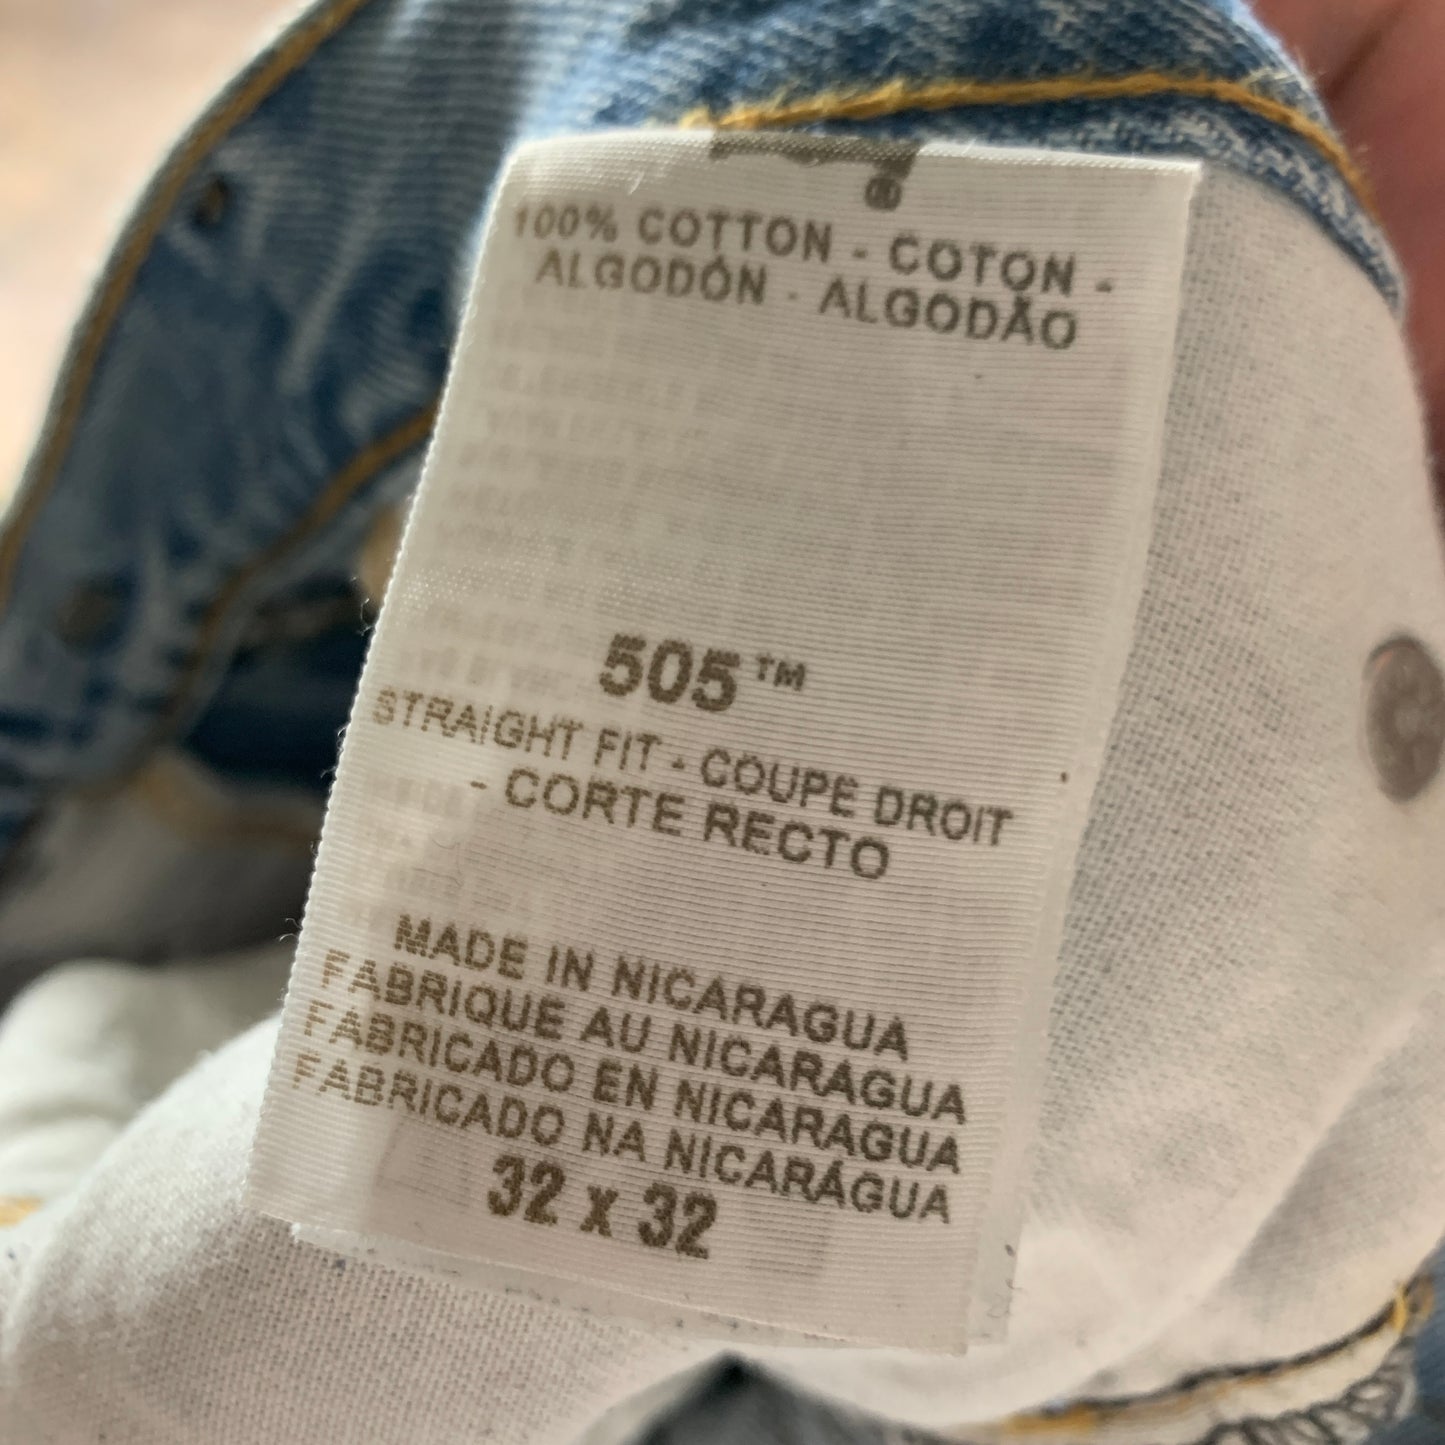 ®
100% COTTON - COTON -
ALGODÓN - ALGODÃO
505™
STRAIGHT FIT - COUPE DROIT
- CORTE RECTO
MADE IN NICARAGUA
FABRIQUE AU NICARAGUA
FABRICADO EN NICARAGUA
FABRICADO NA NICARÁGUA
32 x 32